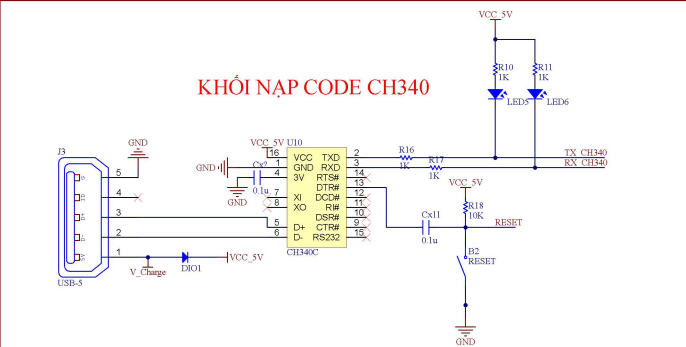 KHỐI NẠP CODE CH340
VCC_5V
R10
1K
R11
1K
LED5
LED6
J3
GND
5
4
3
2
1
USB-5
V_Charge
DIO1
VCC_5V
VCC_5V
U10
GND
Cx?
0.1u
GND
16 VCC TXD 2
1 GND RXD 3
4 3V RTS# 14
DTR# 13
7 XI DCD# 12
8 XO RI# 11
DSR# 10
5 D+ CTR# 9
6 D- RS232 15
CH340C
R16
1K
R17
1K
TX_CH340
RX_CH340
VCC_5V
R18
10K
Cx11
0.1u
RESET
B2
RESET
GND